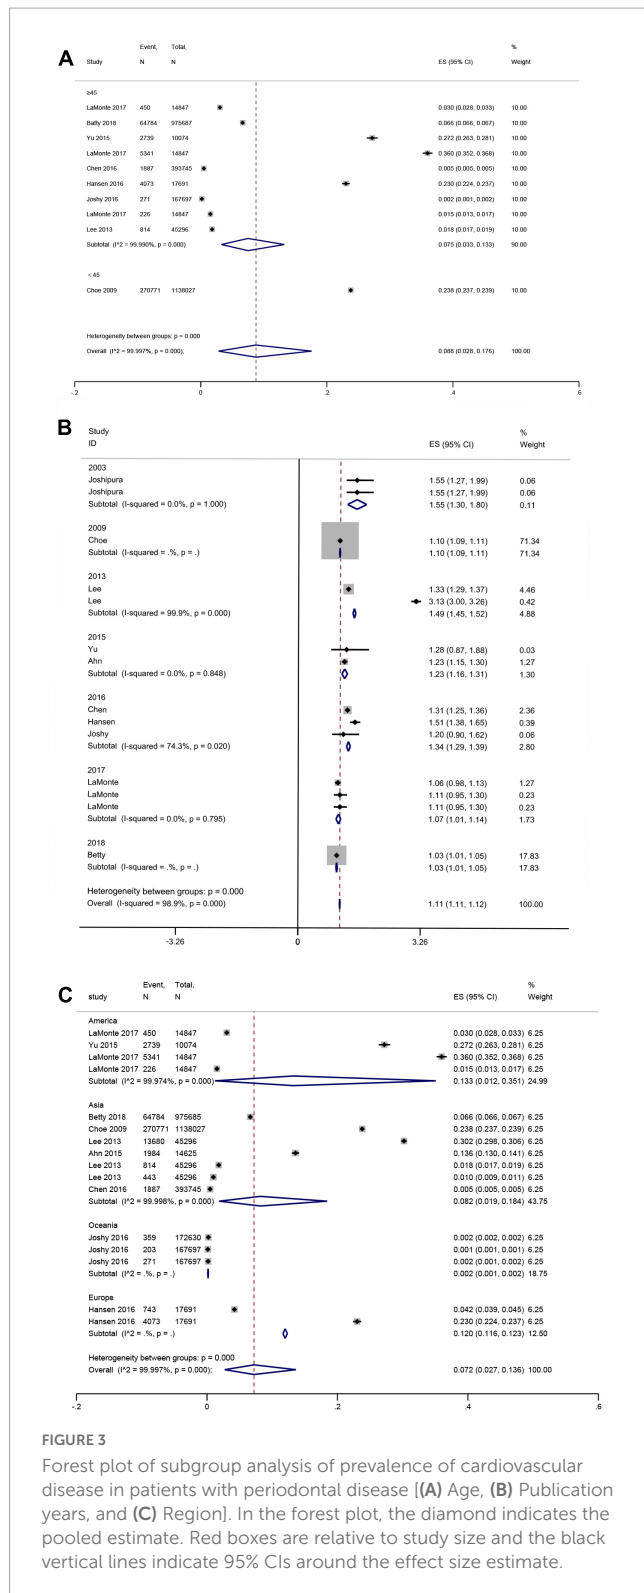 A
Event, Total, %
Study N N ES (95% CI) Weight
≥45
LaMonte 2017 450 14847 0.030 (0.028, 0.033) 10.00
Batty 2018 64784 975687 0.066 (0.066, 0.067) 10.00
Yu 2015 2739 10074 0.272 (0.263, 0.281) 10.00
LaMonte 2017 5341 14847 0.360 (0.352, 0.368) 10.00
Chen 2016 1887 393745 0.005 (0.005, 0.005) 10.00
Hansen 2016 4073 17691 0.230 (0.224, 0.237) 10.00
Joshy 2016 271 167697 0.002 (0.001, 0.002) 10.00
LaMonte 2017 226 14847 0.015 (0.013, 0.017) 10.00
Lee 2013 814 45296 0.018 (0.017, 0.019) 10.00
Subtotal (I^2 = 99.990%, p = 0.000) 0.075 (0.033, 0.133) 90.00
< 45
Choe 2009 270771 1138027 0.238 (0.237, 0.239) 10.00
Heterogeneity between groups: p = 0.000
Overall (I^2 = 99.997%, p = 0.000); 0.088 (0.028, 0.176) 100.00
-.2 0 .2 .4 .6
B
Study %
ID ES (95% CI) Weight
2003
Joshipura 1.55 (1.27, 1.99) 0.06
Joshipura 1.55 (1.27, 1.99) 0.06
Subtotal (I-squared = 0.0%, p = 1.000) 1.55 (1.30, 1.80) 0.11
2009
Choe 1.10 (1.09, 1.11) 71.34
Subtotal (I-squared = .%, p = .) 1.10 (1.09, 1.11) 71.34
2013
Lee 1.33 (1.29, 1.37) 4.46
Lee 3.13 (3.00, 3.26) 0.42
Subtotal (I-squared = 99.9%, p = 0.000) 1.49 (1.45, 1.52) 4.88
2015
Yu 1.28 (0.87, 1.88) 0.03
Ahn 1.23 (1.15, 1.30) 1.27
Subtotal (I-squared = 0.0%, p = 0.848) 1.23 (1.16, 1.31) 1.30
2016
Chen 1.31 (1.25, 1.36) 2.36
Hansen 1.51 (1.38, 1.65) 0.39
Joshy 1.20 (0.90, 1.62) 0.06
Subtotal (I-squared = 74.3%, p = 0.020) 1.34 (1.29, 1.39) 2.80
2017
LaMonte 1.06 (0.98, 1.13) 1.27
LaMonte 1.11 (0.95, 1.30) 0.23
LaMonte 1.11 (0.95, 1.30) 0.23
Subtotal (I-squared = 0.0%, p = 0.795) 1.07 (1.01, 1.14) 1.73
2018
Betty 1.03 (1.01, 1.05) 17.83
Subtotal (I-squared = .%, p = .) 1.03 (1.01, 1.05) 17.83
Heterogeneity between groups: p = 0.000
Overall (I-squared = 98.9%, p = 0.000) 1.11 (1.11, 1.12) 100.00
-3.26 0 3.26
C
Event, Total, %
study N N ES (95% CI) Weight
America
LaMonte 2017 450 14847 0.030 (0.028, 0.033) 6.25
Yu 2015 2739 10074 0.272 (0.263, 0.281) 6.25
LaMonte 2017 5341 14847 0.360 (0.352, 0.368) 6.25
LaMonte 2017 226 14847 0.015 (0.013, 0.017) 6.25
Subtotal (I^2 = 99.974%, p = 0.000) 0.133 (0.012, 0.351) 24.99
Asia
Betty 2018 64784 975685 0.066 (0.066, 0.067) 6.25
Choe 2009 270771 1138027 0.238 (0.237, 0.239) 6.25
Lee 2013 13680 45296 0.302 (0.298, 0.306) 6.25
Ahn 2015 1984 14625 0.136 (0.130, 0.141) 6.25
Lee 2013 814 45296 0.018 (0.017, 0.019) 6.25
Lee 2013 443 45296 0.010 (0.009, 0.011) 6.25
Chen 2016 1887 393745 0.005 (0.005, 0.005) 6.25
Subtotal (I^2 = 99.998%, p = 0.000) 0.082 (0.019, 0.184) 43.75
Oceania
Joshy 2016 359 172630 0.002 (0.002, 0.002) 6.25
Joshy 2016 203 167697 0.001 (0.001, 0.001) 6.25
Joshy 2016 271 167697 0.002 (0.001, 0.002) 6.25
Subtotal (I^2 = .%, p = .) 0.002 (0.001, 0.002) 18.75
Europe
Hansen 2016 743 17691 0.042 (0.039, 0.045) 6.25
Hansen 2016 4073 17691 0.230 (0.224, 0.237) 6.25
Subtotal (I^2 = .%, p = .) 0.120 (0.116, 0.123) 12.50
Heterogeneity between groups: p = 0.000
Overall (I^2 = 99.997%, p = 0.000); 0.072 (0.027, 0.136) 100.00
-.2 0 .2 .4 .6
FIGURE 3
Forest plot of subgroup analysis of prevalence of cardiovascular
disease in patients with periodontal disease [(A) Age, (B) Publication
years, and (C) Region]. In the forest plot, the diamond indicates the
pooled estimate. Red boxes are relative to study size and the black
vertical lines indicate 95% CIs around the effect size estimate.